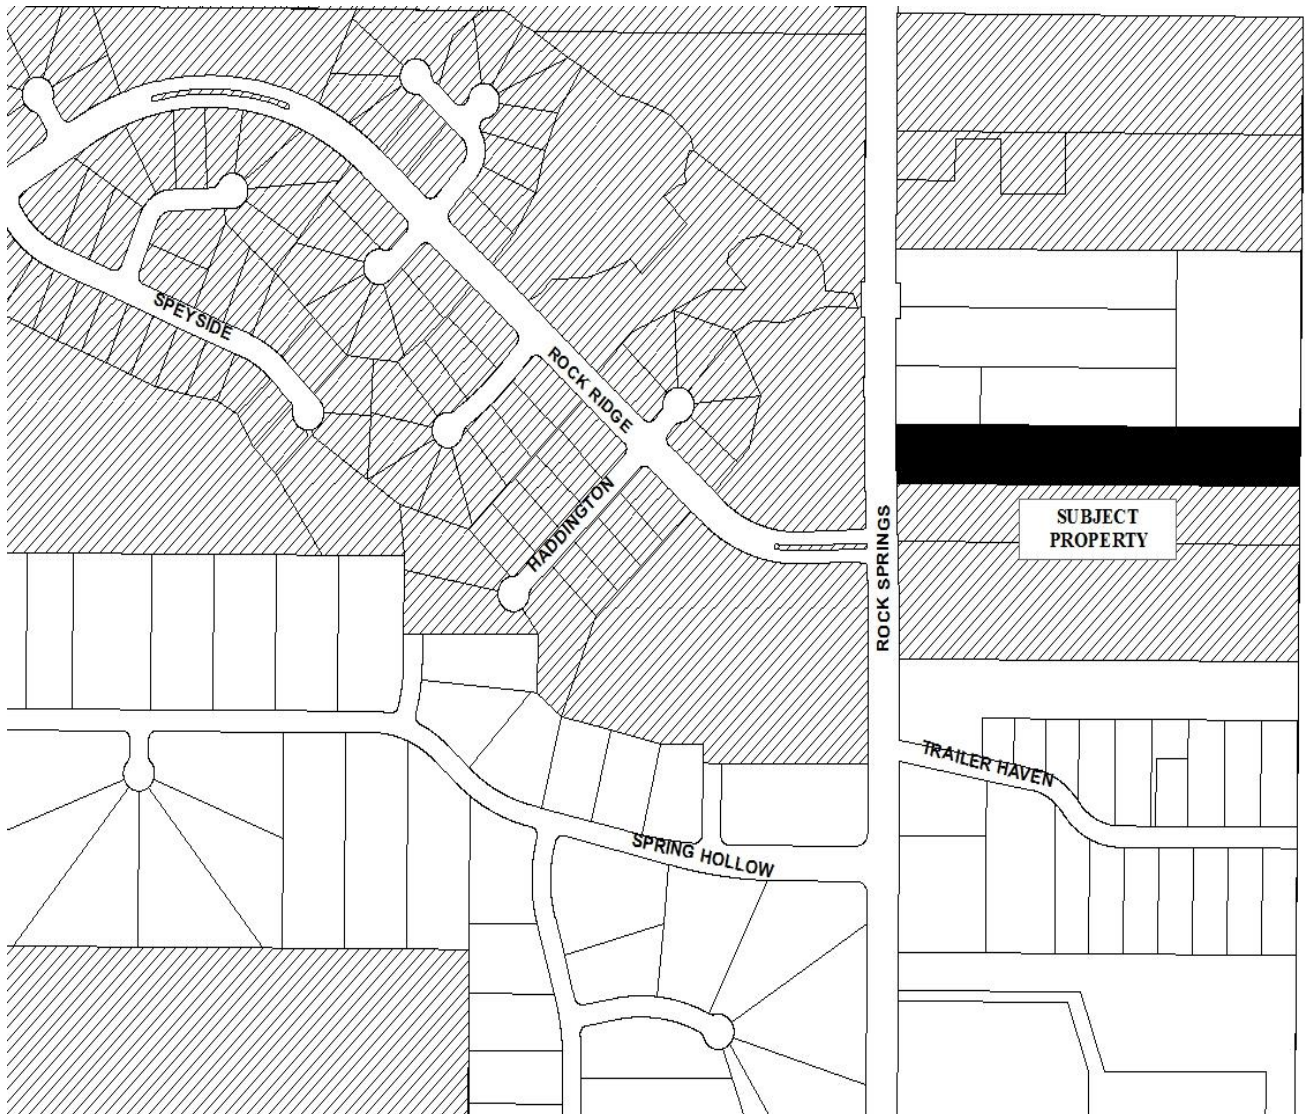 SPEYSIDE
ROCK RIDGE
HADDINGTON
ROCK SPRINGS
SUBJECT
PROPERTY
TRAILER HAVEN
SPRING HOLLOW